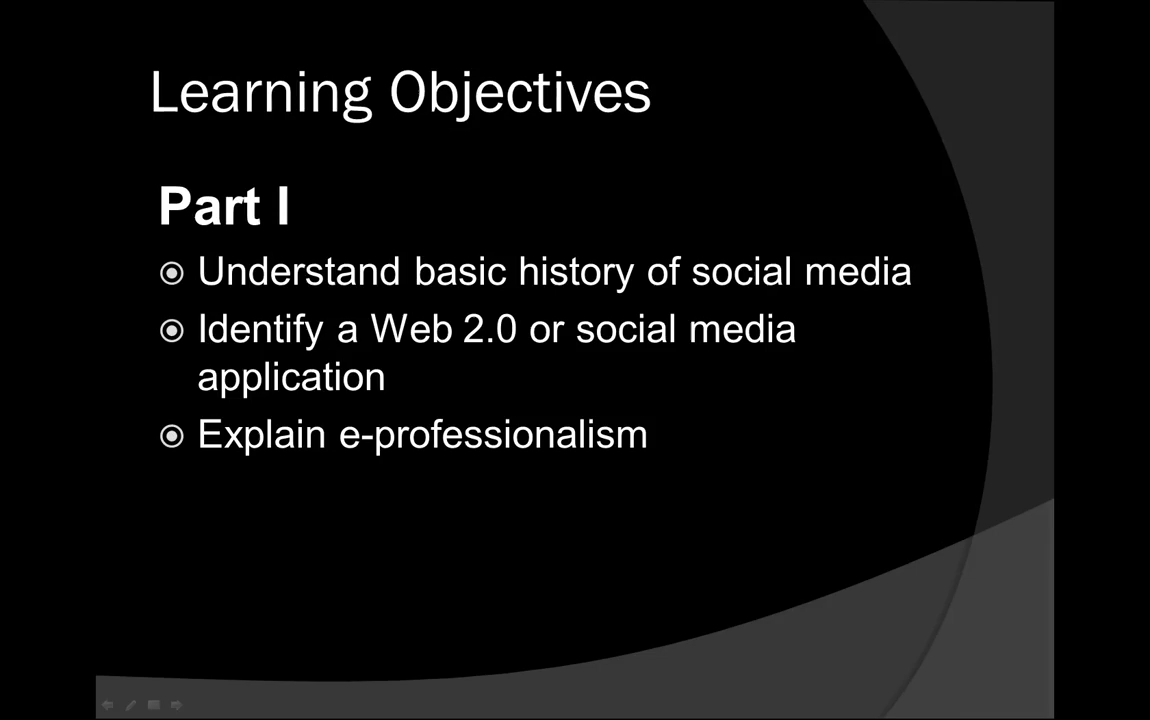 Learning Objectives
Part I
Understand basic history of social media
Identify a Web 2.0 or social media
application
Explain e-professionalism